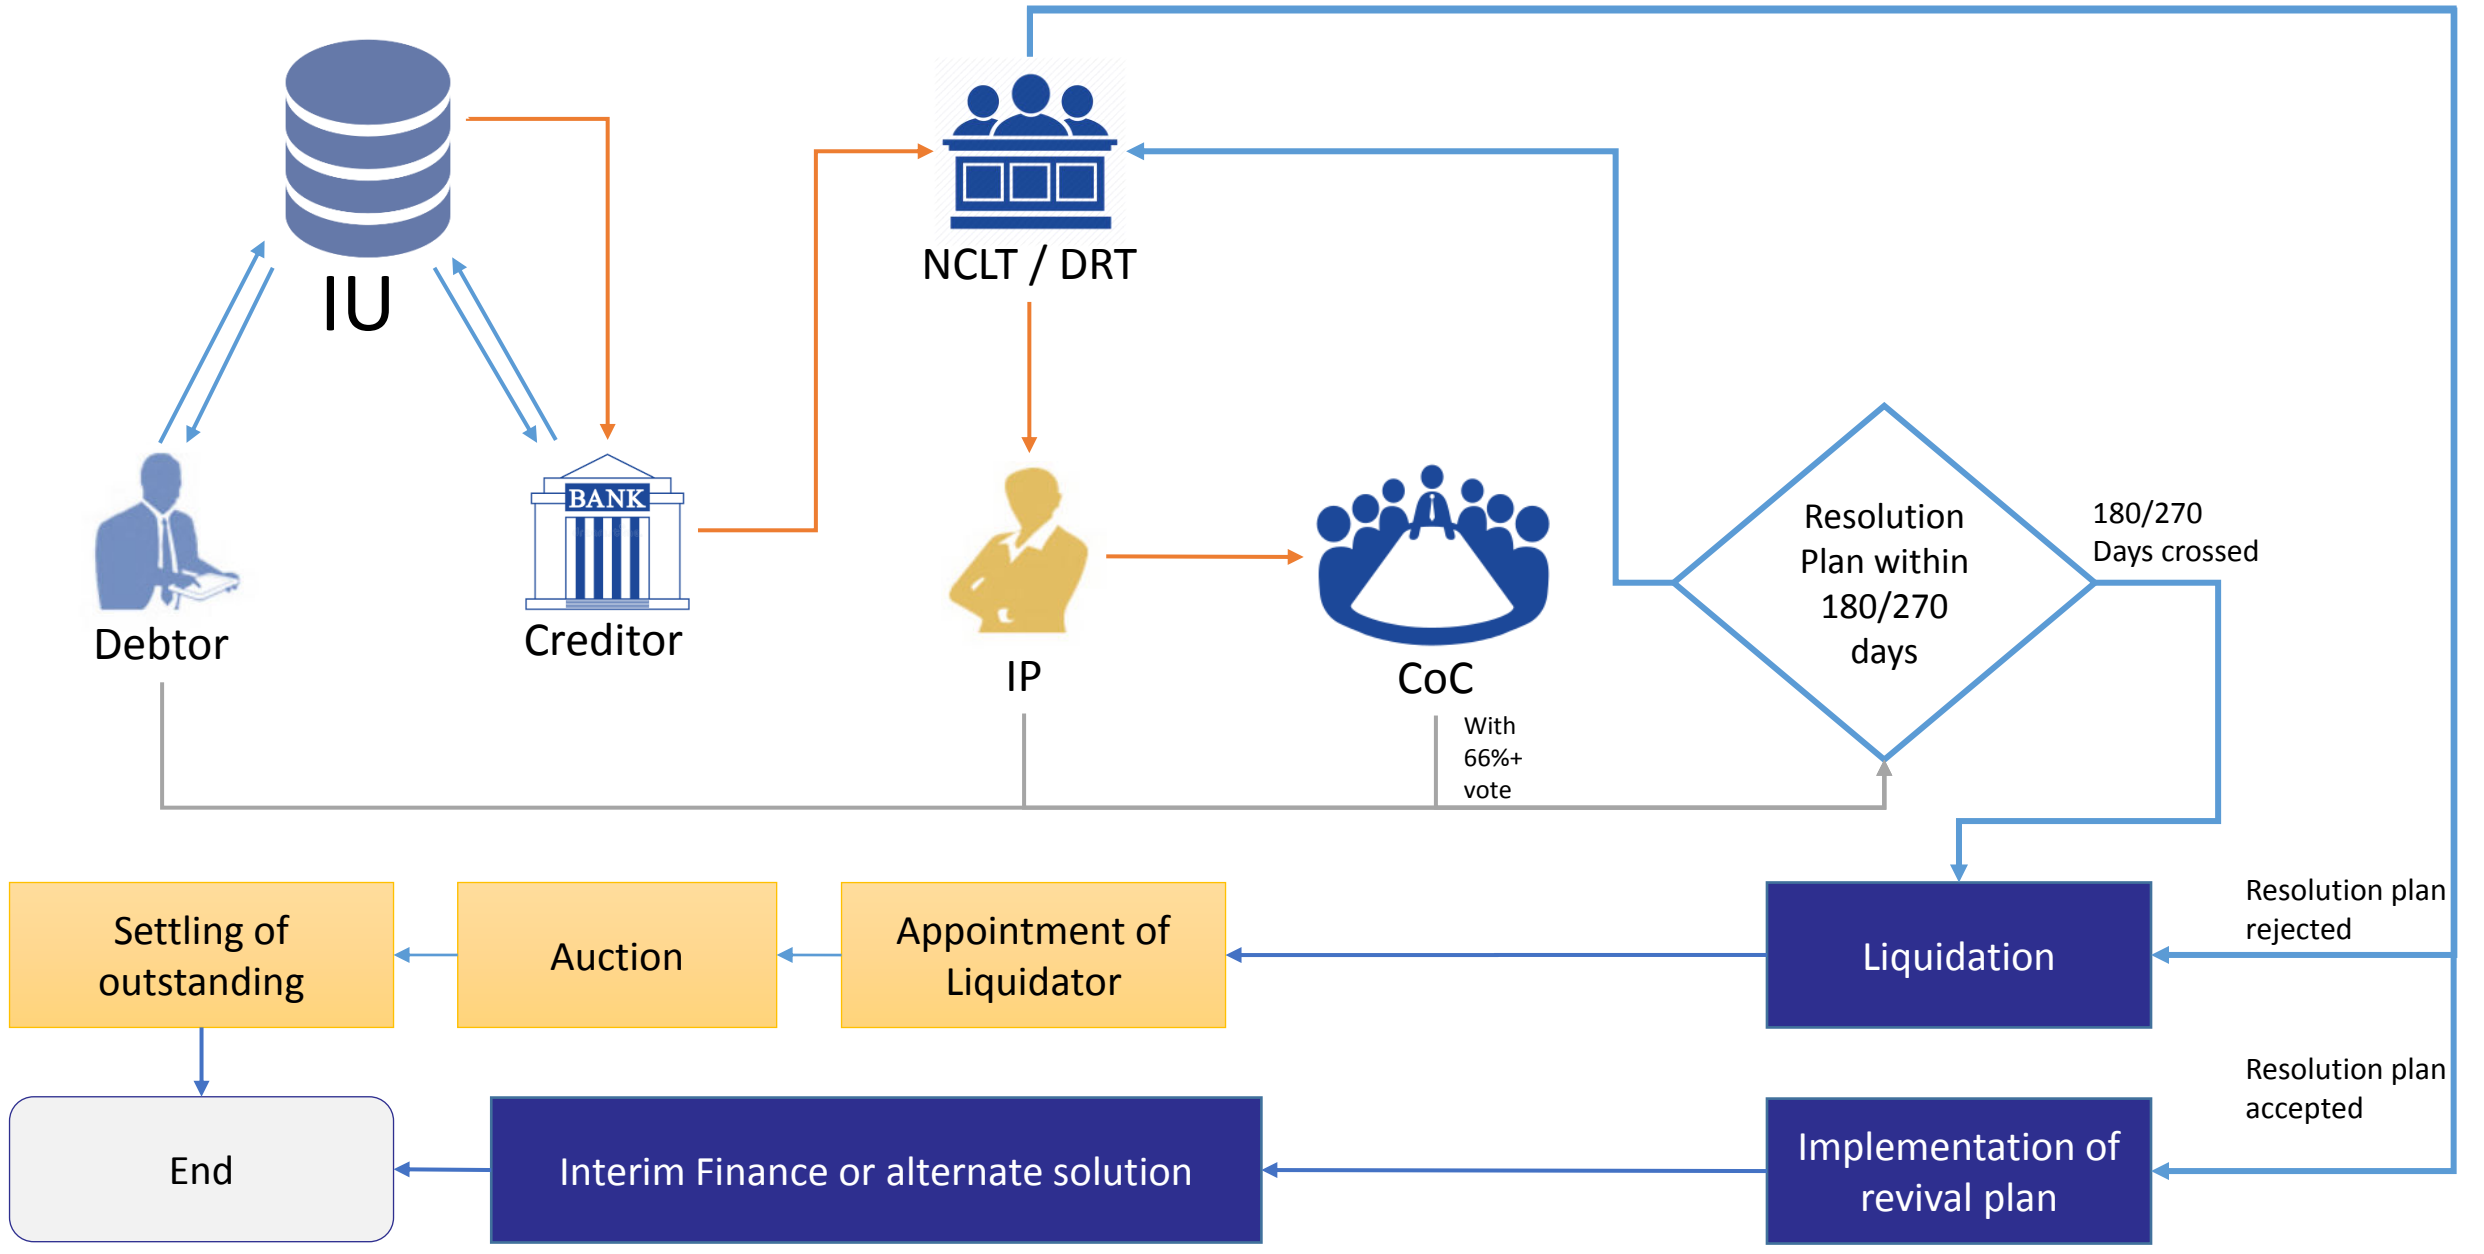 IU
NCLT / DRT
BANK
Debtor
Creditor
IP
CoC
With
66%+
vote
Resolution
Plan within
180/270
days
180/270
Days crossed
Settling of
outstanding
Auction
Appointment of
Liquidator
Liquidation
Resolution plan
rejected
End
Interim Finance or alternate solution
Implementation of
revival plan
Resolution plan
accepted